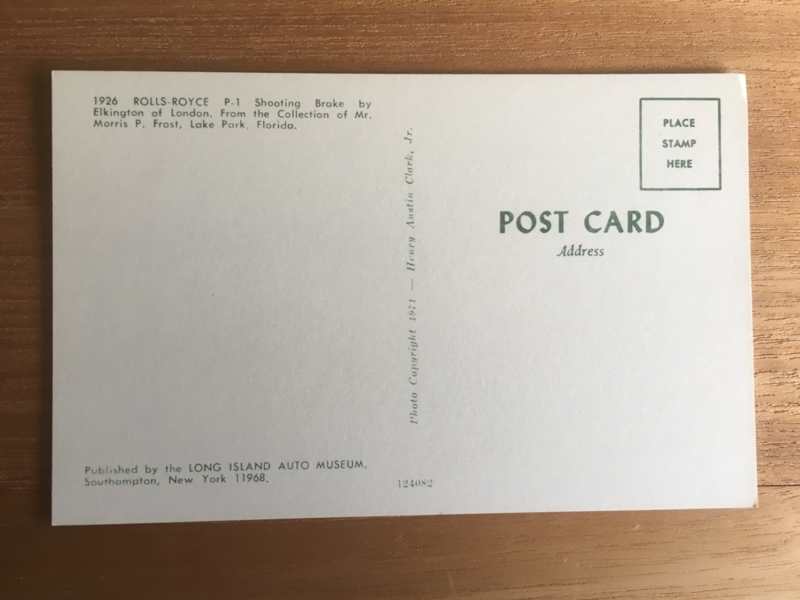 1926 ROLLS-ROYCE P-1 Shooting Brake by
Elkington of London. From the Collection of Mr.
Morris P. Frost, Lake Park, Florida.
Published by the LONG ISLAND AUTO MUSEUM,
Southampton, New York 11968.
Photo Copyright 1971 — Henry Austin Clark, Jr.
124082
PLACE
STAMP
HERE
POST CARD
Address